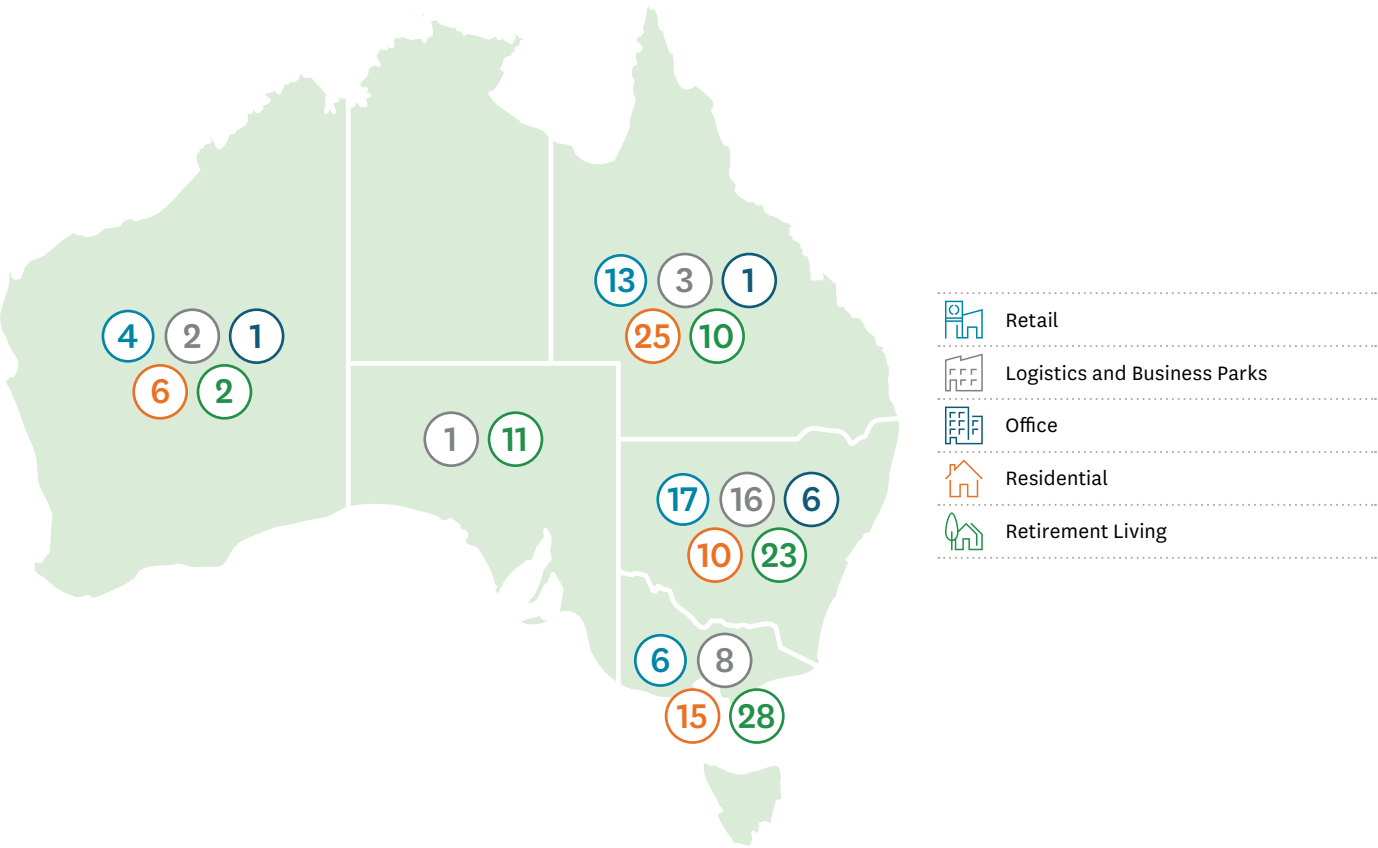 13 3 1
25 10
4 2 1
6 2
1 11
17 16 6
10 23
6 8
15 28
Retail
Logistics and Business Parks
Office
Residential
Retirement Living